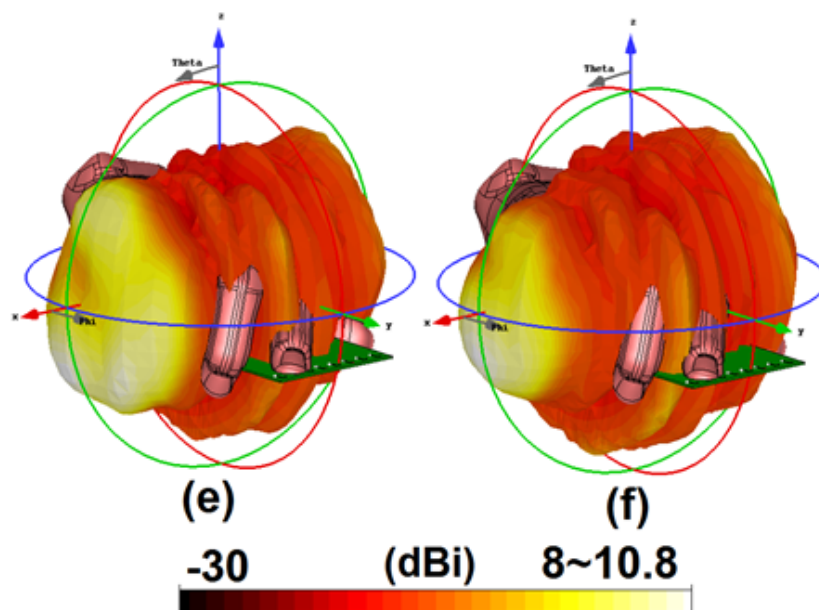 z z
Theta Theta
x Phi y x Phi y
(e) (f)
-30 (dBi) 8~10.8